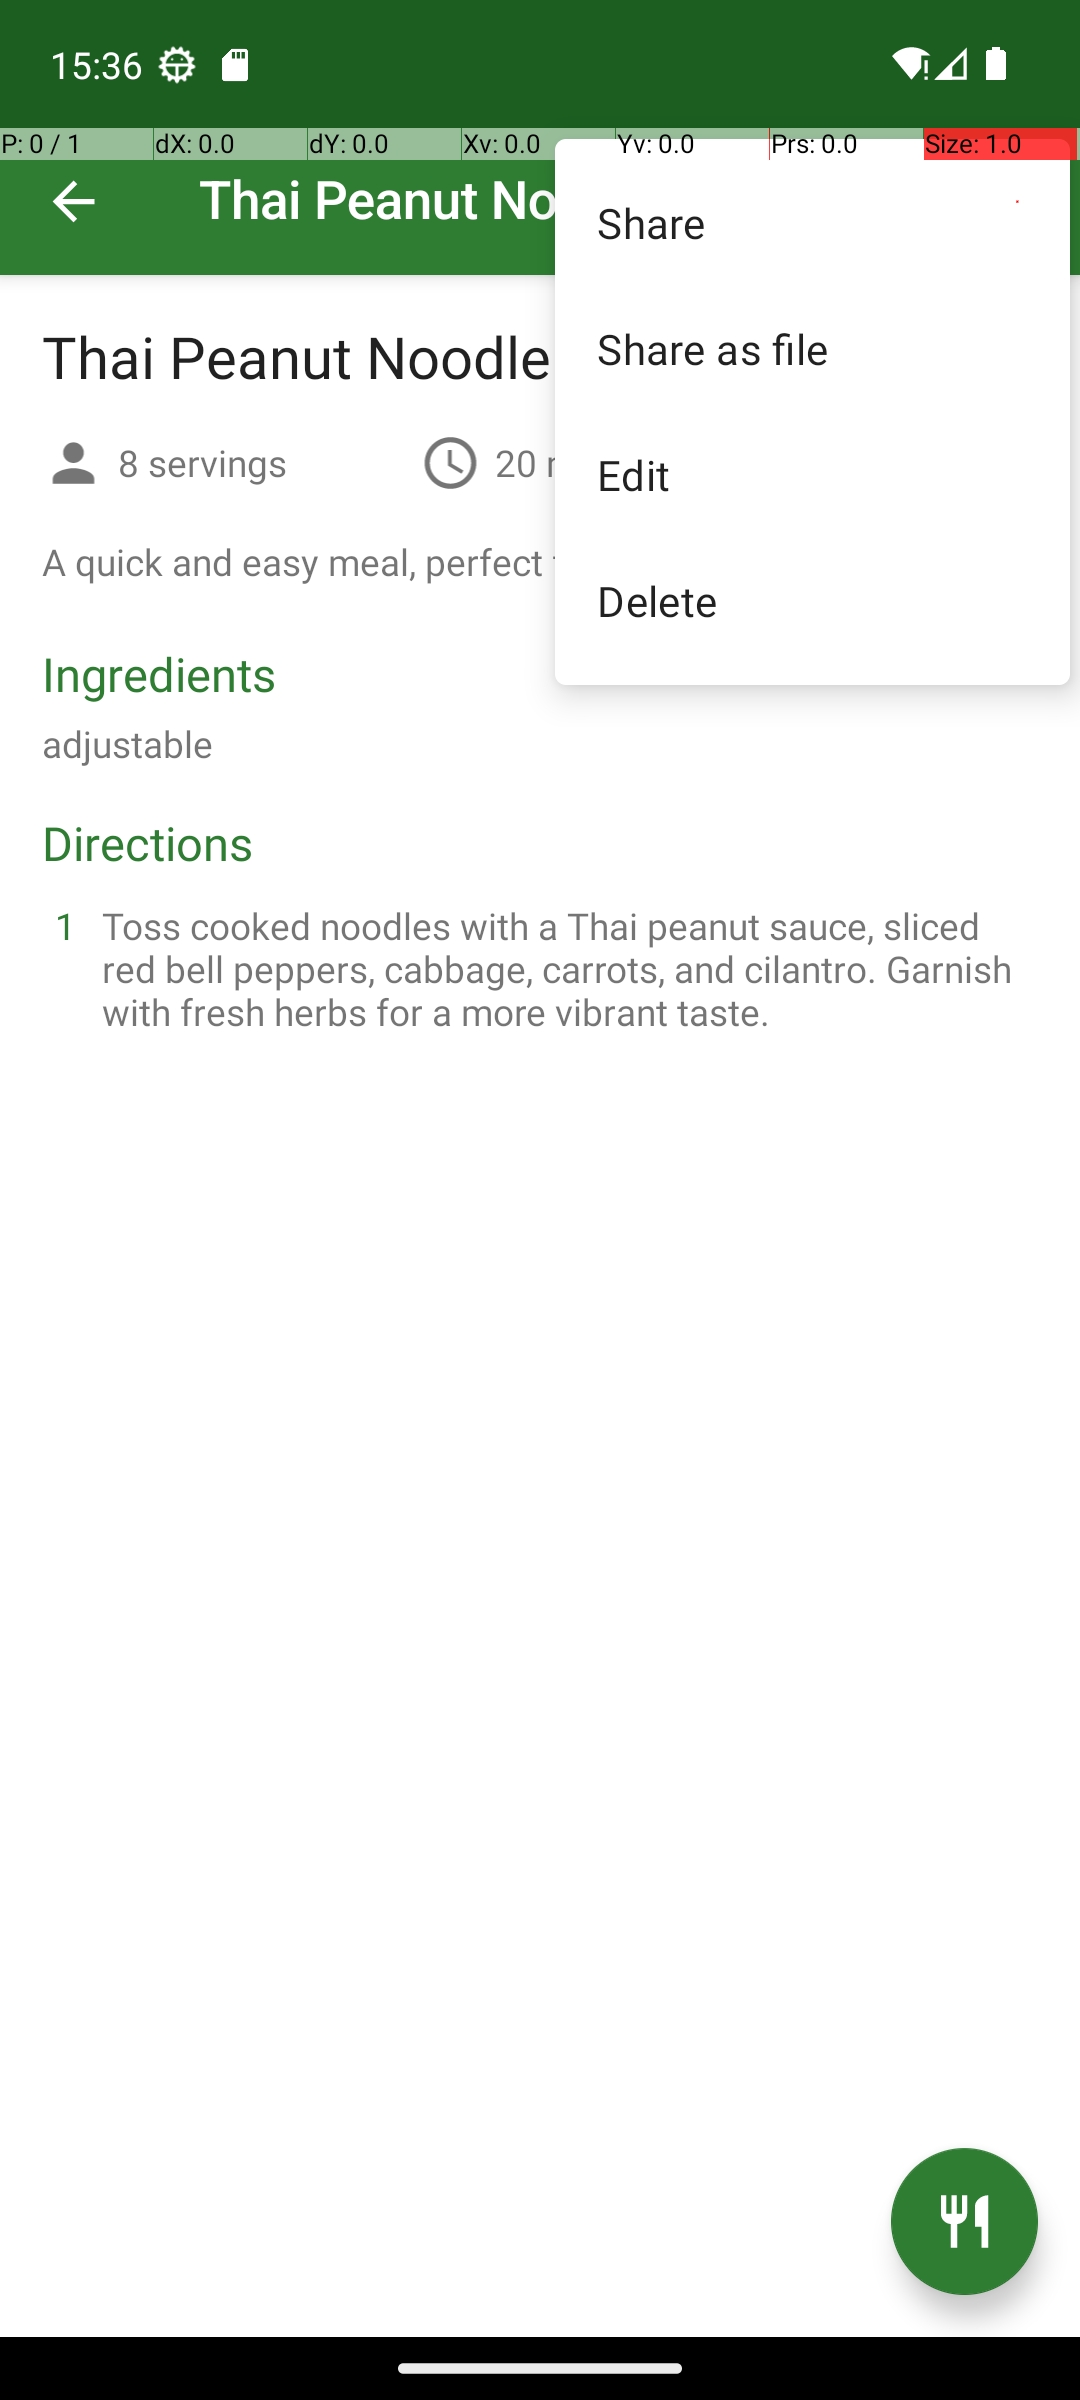 15:36
P: 0 / 1 dX: 0.0 dY: 0.0 Xv: 0.0 Yv: 0.0 Prs: 0.0 Size: 1.0
Thai Peanut No
Share
Share as file
Edit
Delete
Thai Peanut Noodle
8 servings
20
A quick and easy meal, perfect
Ingredients
adjustable
Directions
1 Toss cooked noodles with a Thai peanut sauce, sliced
red bell peppers, cabbage, carrots, and cilantro. Garnish
with fresh herbs for a more vibrant taste.